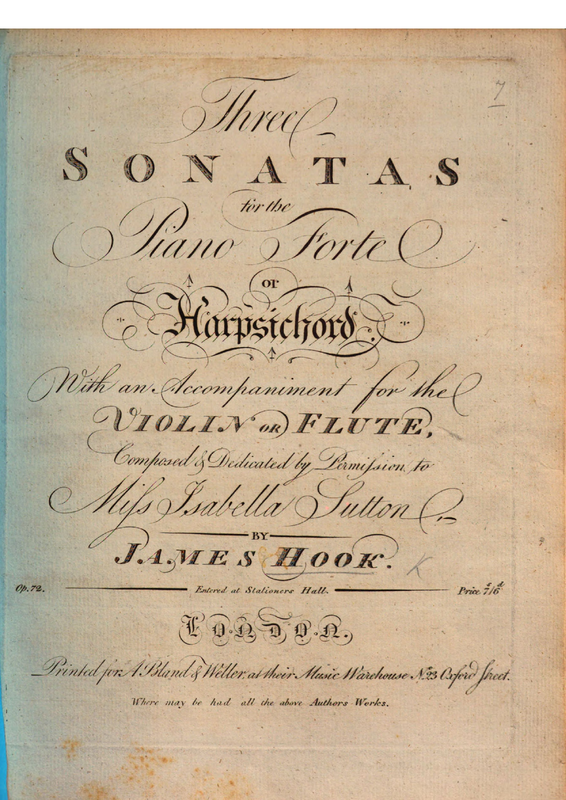 7
Three
SONATAS
for the
Piano Forte
or
Harpsichord.
With an Accompaniment for the
VIOLIN OR FLUTE,
Composed & Dedicated by Permiſsion to
Miſs Isabella Sutton,
BY
JAMES HOOK.
K
Op. 72. Entered at Stationers Hall. Price 7/6
LONDON.
Printed for A. Bland & Weller, at their Music Warehouse No. 23 Oxford Street.
Where may be had all the above Authors Works.